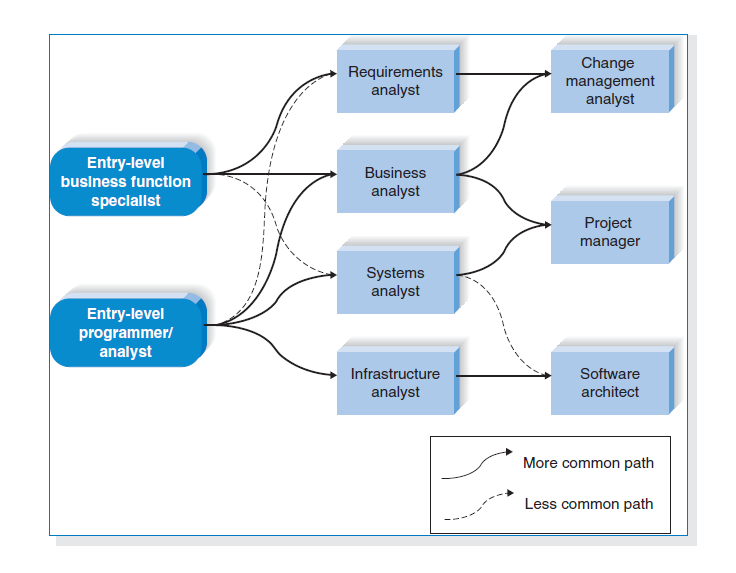 Entry-level
business function
specialist
Entry-level
programmer/
analyst
Requirements
analyst
Business
analyst
Systems
analyst
Infrastructure
analyst
Change
management
analyst
Project
manager
Software
architect
More common path
Less common path